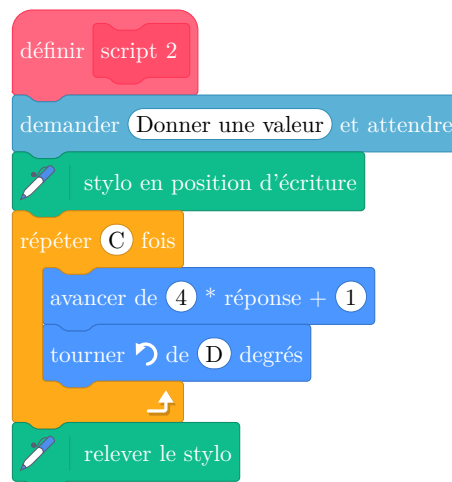 définir script 2
demander Donner une valeur et attendre
stylo en position d'écriture
répéter C fois
avancer de 4 * réponse + 1
tourner de D degrés
relever le stylo